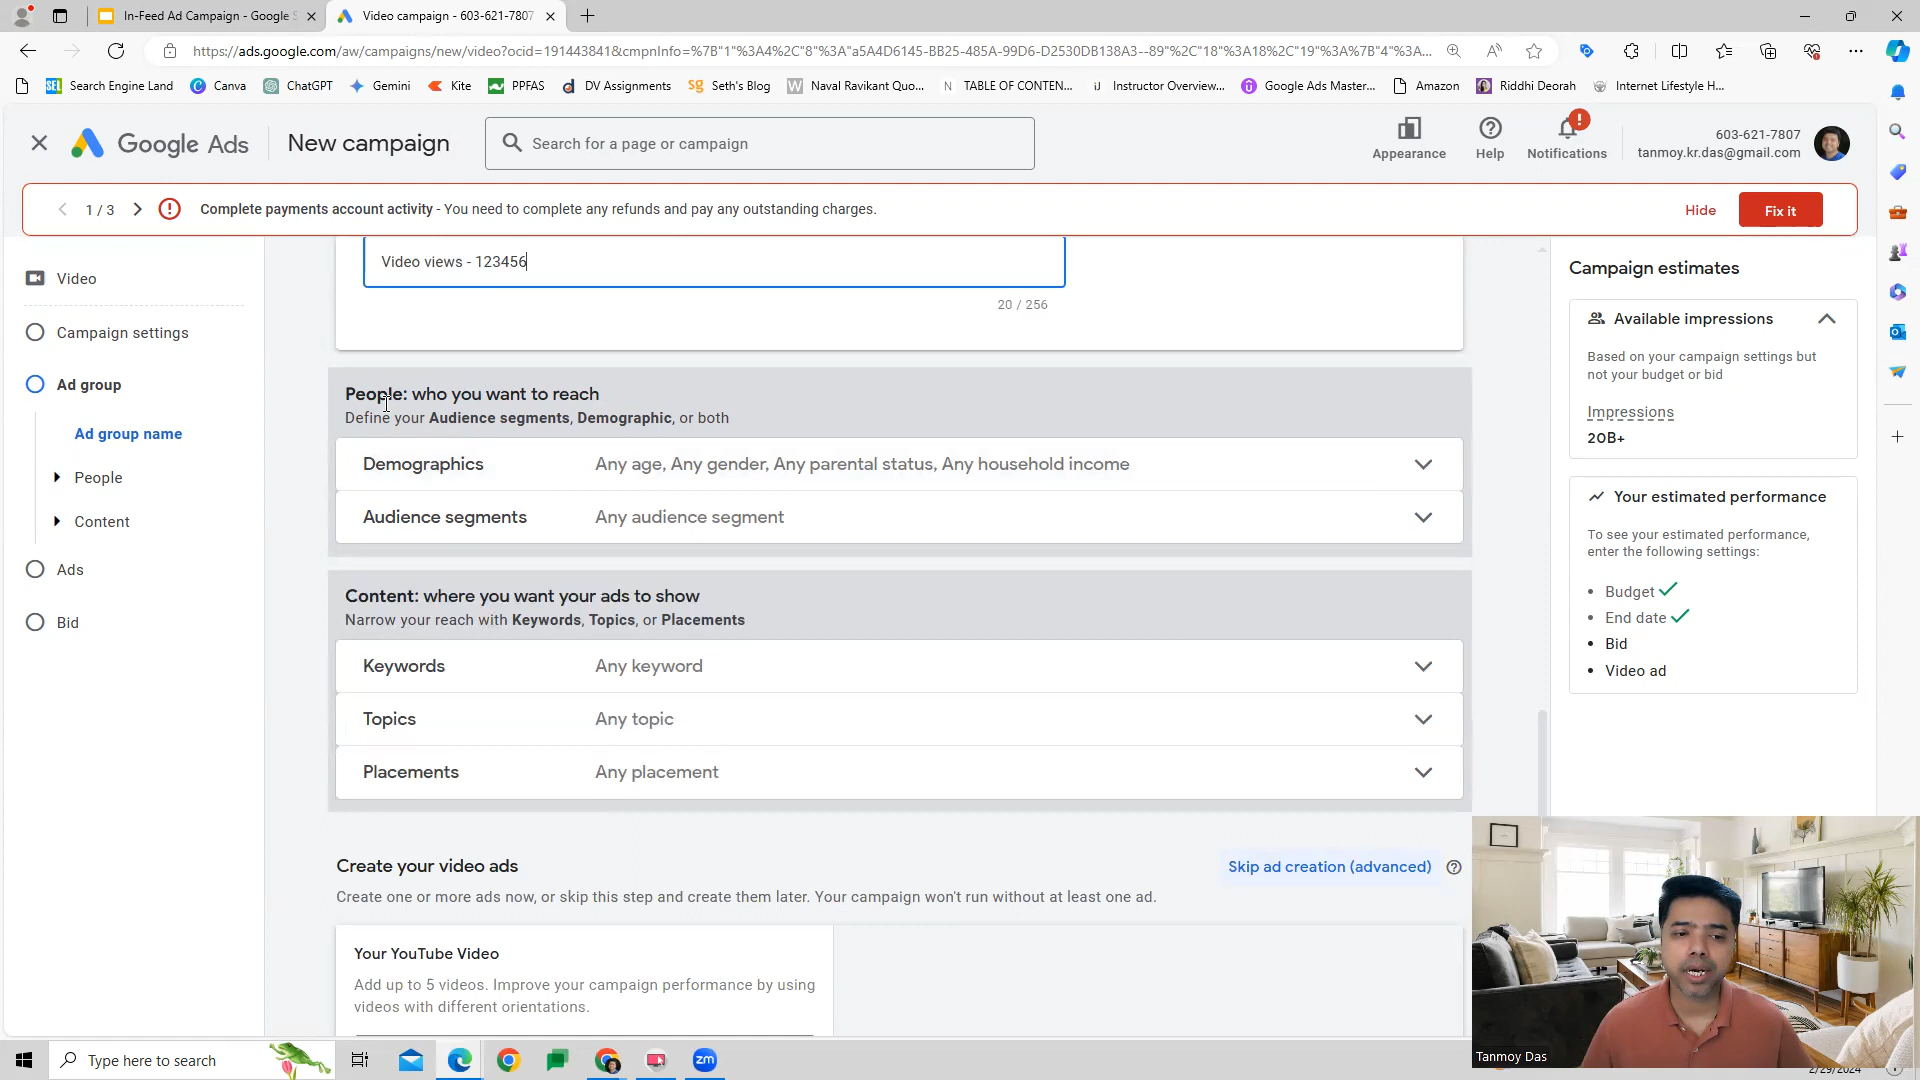 In-Feed Ad Campaign - Google S
Video campaign - 603-621-7807
https://ads.google.com/aw/campaigns/new/video?ocid=191443841&cmpnInfo=%7B"1"%3A4%2C"8"%3A"a5A4D6145-BB25-485A-99D6-D2530DB138A3--89"%2C"18"%3A18%2C"19"%3A%7B"4"%3A...
Search Engine Land
Canva
ChatGPT
Gemini
Kite
PPFAS
DV Assignments
Seth's Blog
Naval Ravikant Quo...
TABLE OF CONTEN...
Instructor Overview...
Google Ads Master...
Amazon
Riddhi Deorah
Internet Lifestyle H...
Google Ads
New campaign
Search for a page or campaign
Appearance
Help
Notifications
603-621-7807
tanmoy.kr.das@gmail.com
1 / 3
Complete payments account activity - You need to complete any refunds and pay any outstanding charges.
Hide
Fix it
Video
Campaign settings
Ad group
Ad group name
People
Content
Ads
Bid
Video views - 123456
20 / 256
People: who you want to reach
Define your Audience segments, Demographic, or both
Demographics
Any age, Any gender, Any parental status, Any household income
Audience segments
Any audience segment
Content: where you want your ads to show
Narrow your reach with Keywords, Topics, or Placements
Keywords
Any keyword
Topics
Any topic
Placements
Any placement
Create your video ads
Skip ad creation (advanced)
Create one or more ads now, or skip this step and create them later. Your campaign won't run without at least one ad.
Your YouTube Video
Add up to 5 videos. Improve your campaign performance by using
videos with different orientations.
Campaign estimates
Available impressions
Based on your campaign settings but
not your budget or bid
Impressions
20B+
Your estimated performance
To see your estimated performance,
enter the following settings:
Budget
End date
Bid
Video ad
Tanmoy Das
Type here to search
zm
2/29/2024